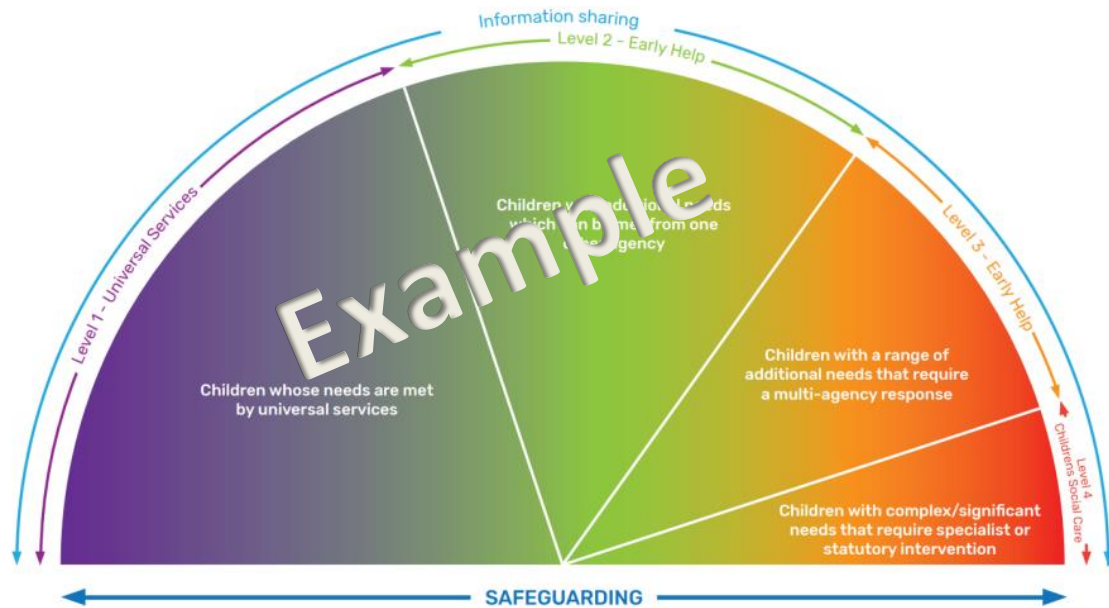 Information sharing
Level 2 - Early Help
Level 1 - Universal Services
Level 3 - Early Help
Level 4
Childrens Social Care
Example
Children needs
which can be met from one
agency
Children whose needs are met
by universal services
Children with a range of
additional needs that require
a multi-agency response
Children with complex/significant
needs that require specialist or
statutory intervention
SAFEGUARDING